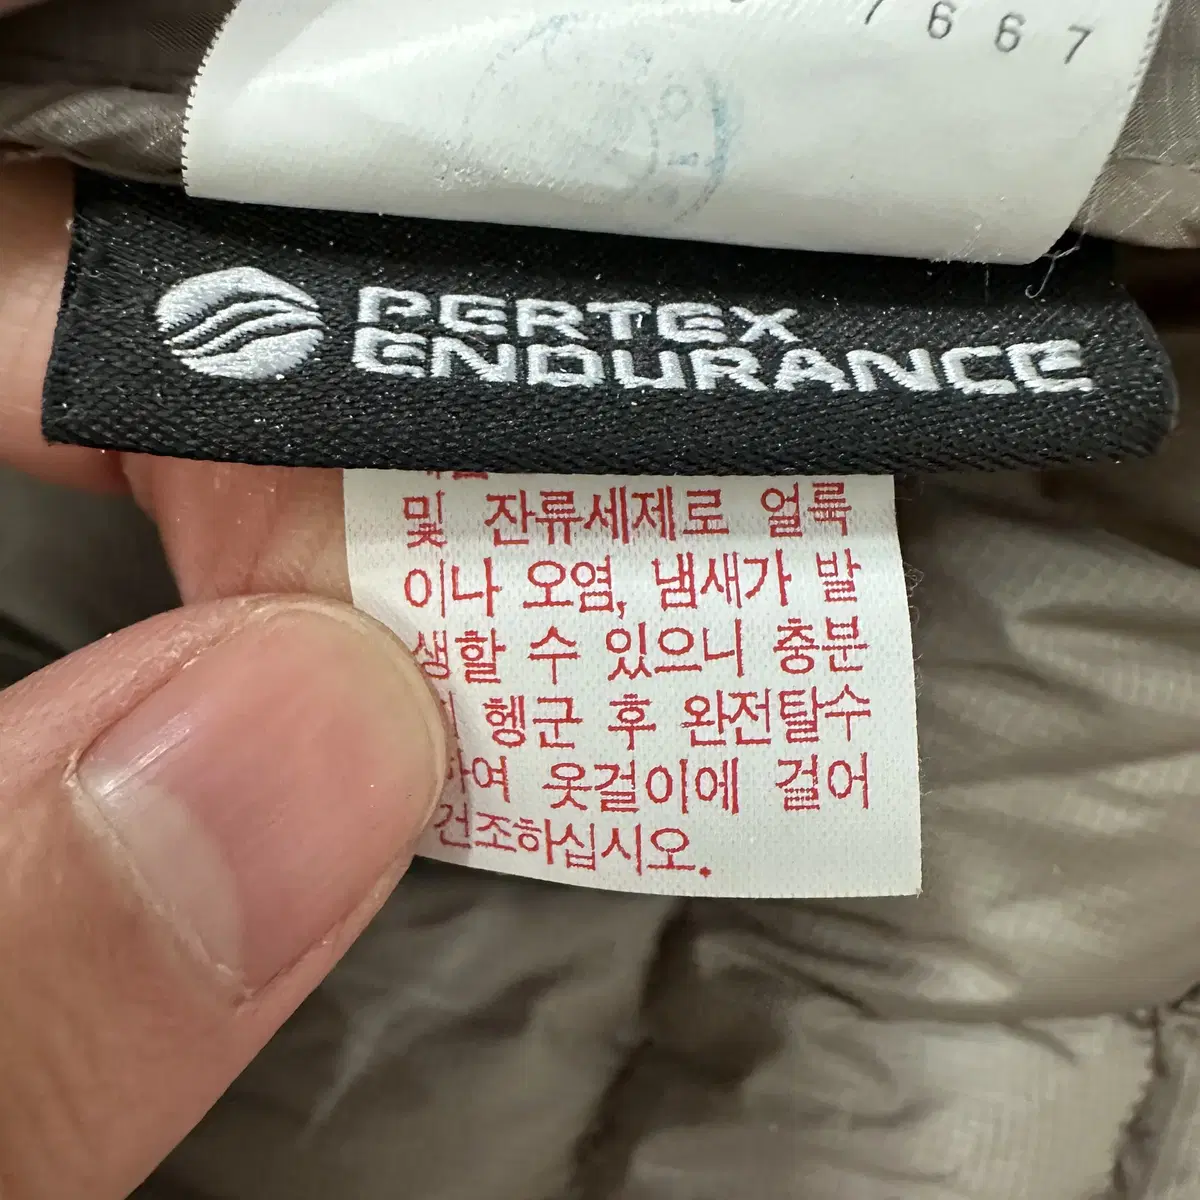 7667
PERTEX
ENDURANCE
및 잔류세제로 얼룩
이나 오염, 냄새가 발
생할 수 있으니 충분
헹군 후 완전탈수
여 옷걸이에 걸어
건조하십시오.